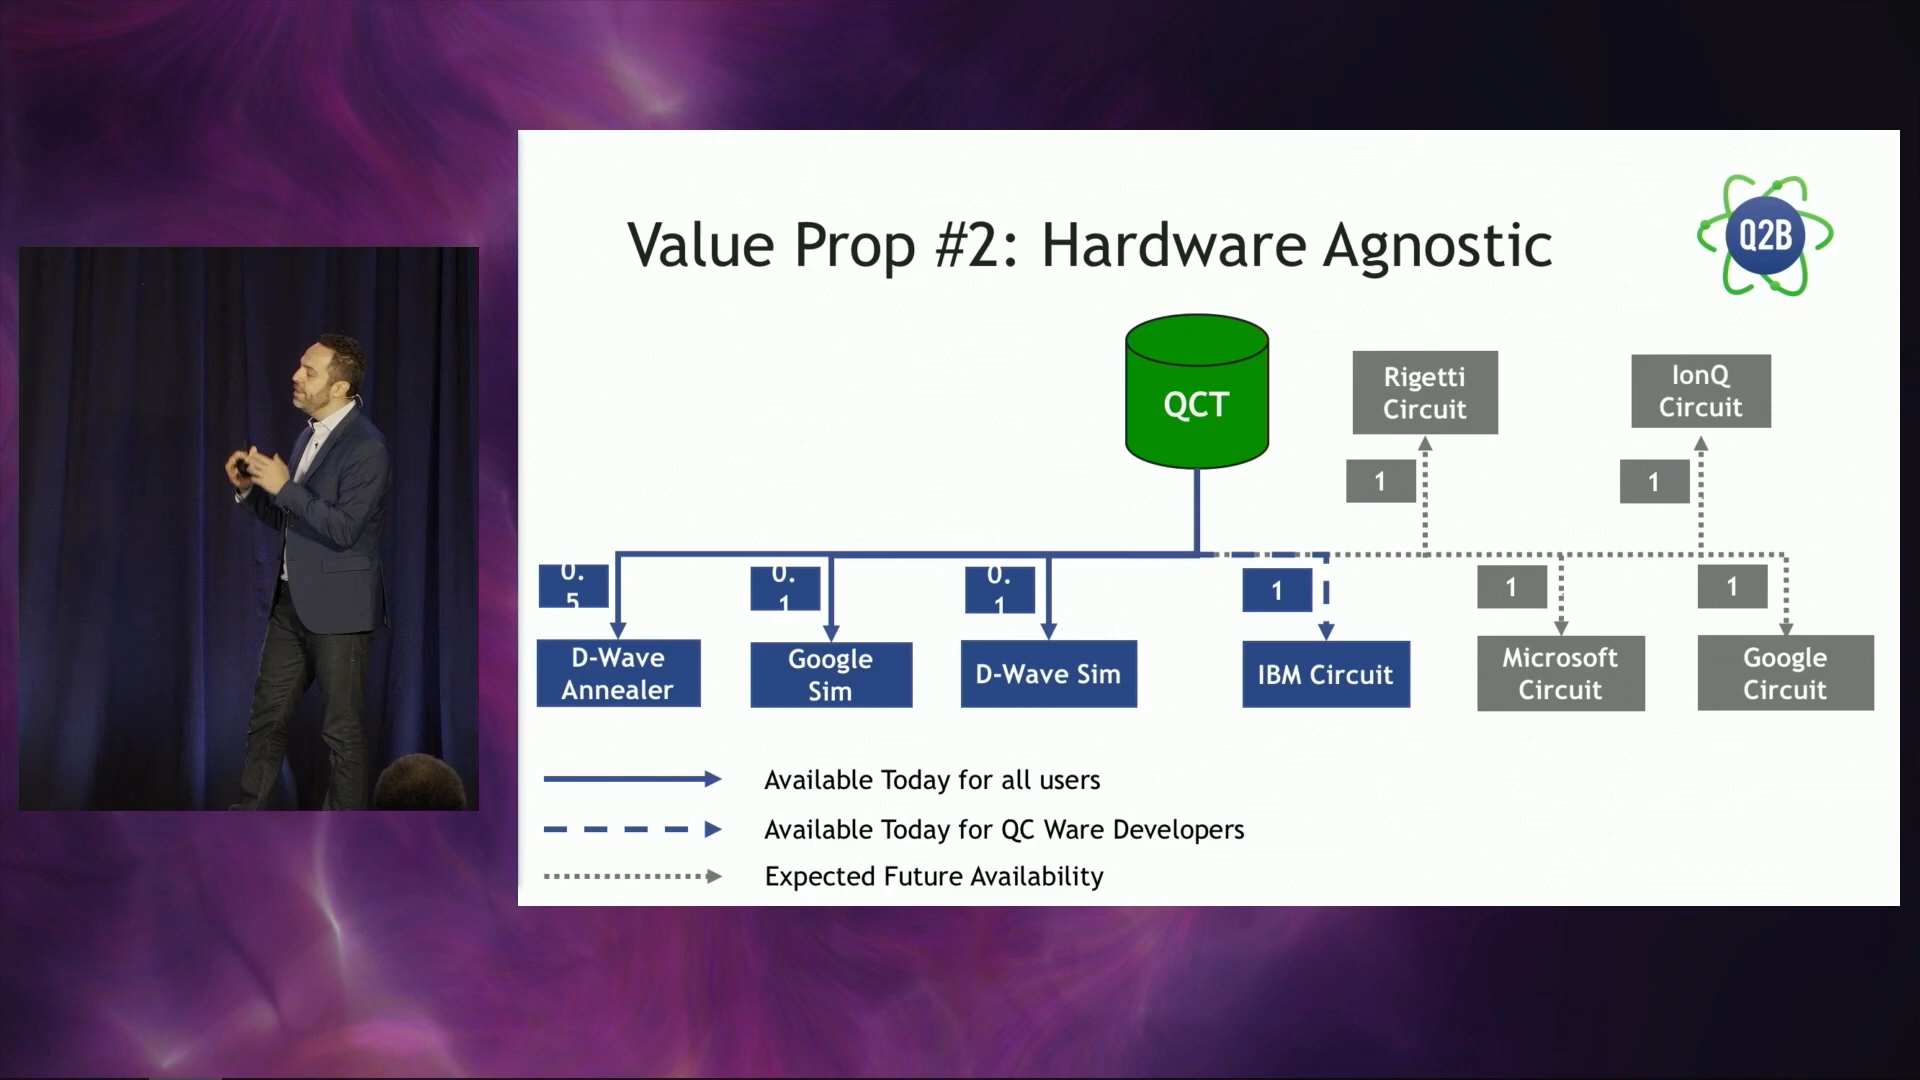 Value Prop #2: Hardware Agnostic
Q2B
QCT
Rigetti
Circuit
IonQ
Circuit
1
1
0.
5
0.
1
0.
1
1
1
1
D-Wave
Annealer
Google
Sim
D-Wave Sim
IBM Circuit
Microsoft
Circuit
Google
Circuit
Available Today for all users
Available Today for QC Ware Developers
Expected Future Availability